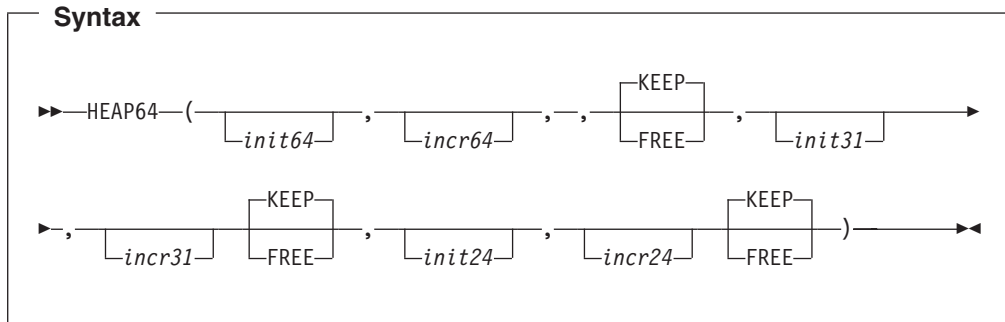 Syntax
KEEP
►►—HEAP64—(—init64—,—incr64—,—,—FREE—,—init31—►
KEEP KEEP
►—,—incr31—FREE—,—init24—,—incr24—FREE—)—►◄